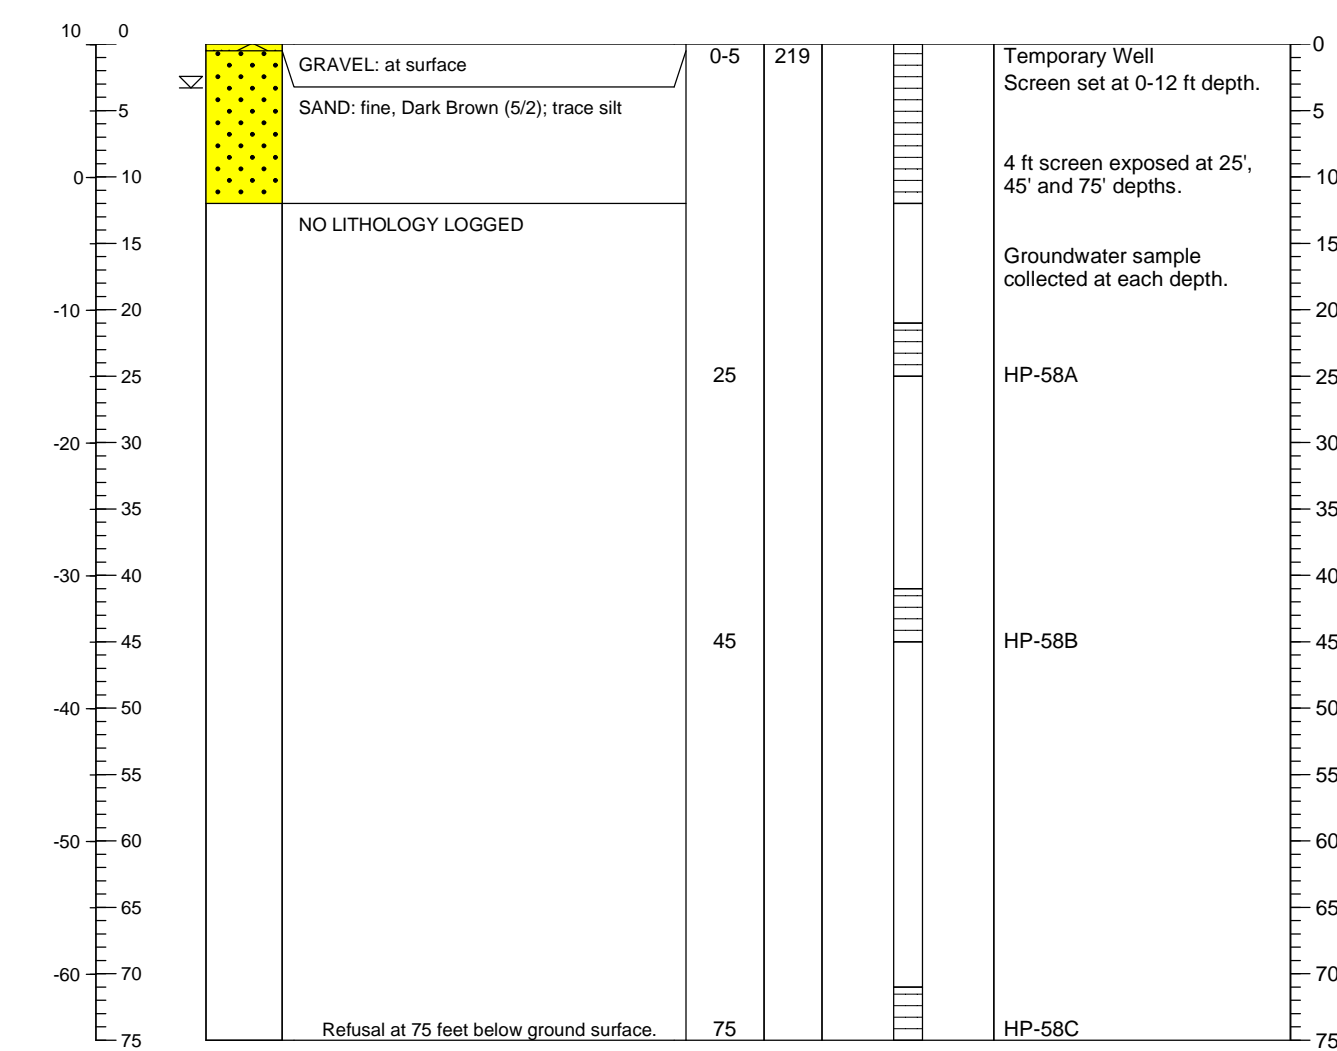 10 0 0
GRAVEL: at surface 0-5 219 Temporary Well
Screen set at 0-12 ft depth.
5 SAND: fine, Dark Brown (5/2); trace silt 5
4 ft screen exposed at 25',
0 10 45' and 75' depths. 10
NO LITHOLOGY LOGGED
15 15
Groundwater sample
collected at each depth.
-10 20 20
25 25 HP-58A 25
-20 30 30
35 35
-30 40 40
45 45 HP-58B 45
-40 50 50
55 55
-50 60 60
65 65
-60 70 70
Refusal at 75 feet below ground surface. 75 HP-58C
75 75